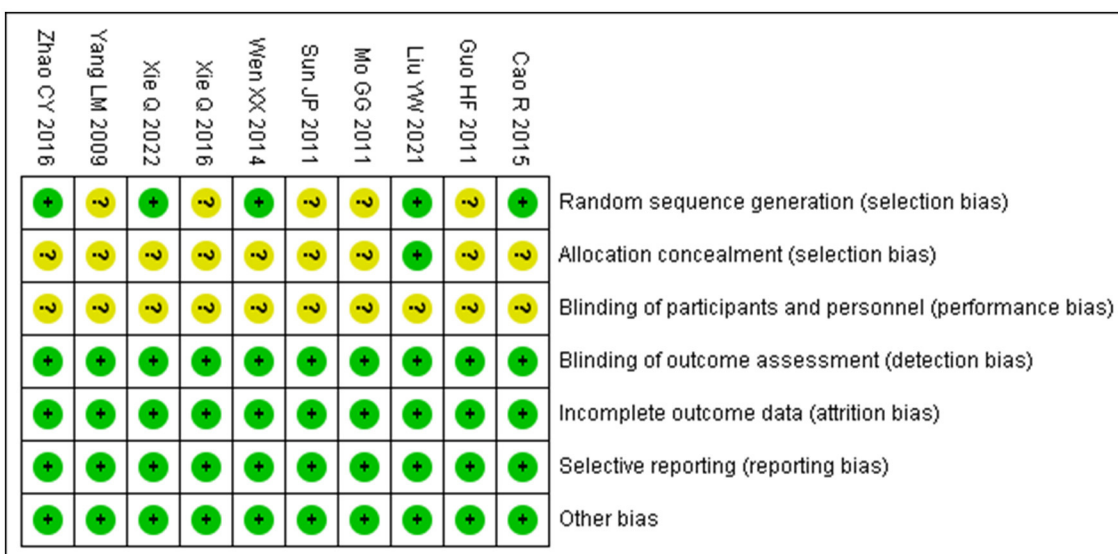 Zhao CY 2016
Yang LM 2009
Xie Q 2022
Xie Q 2016
Wen XX 2014
Sun JP 2011
Mo GG 2011
Liu YW 2021
Guo HF 2011
Cao R 2015
+ ? + ? + ? ? + ? + Random sequence generation (selection bias)
? ? ? ? ? ? ? + ? ? Allocation concealment (selection bias)
? ? ? ? ? ? ? ? ? ? Blinding of participants and personnel (performance bias)
+ + + + + + + + + + Blinding of outcome assessment (detection bias)
+ + + + + + + + + + Incomplete outcome data (attrition bias)
+ + + + + + + + + + Selective reporting (reporting bias)
+ + + + + + + + + + Other bias